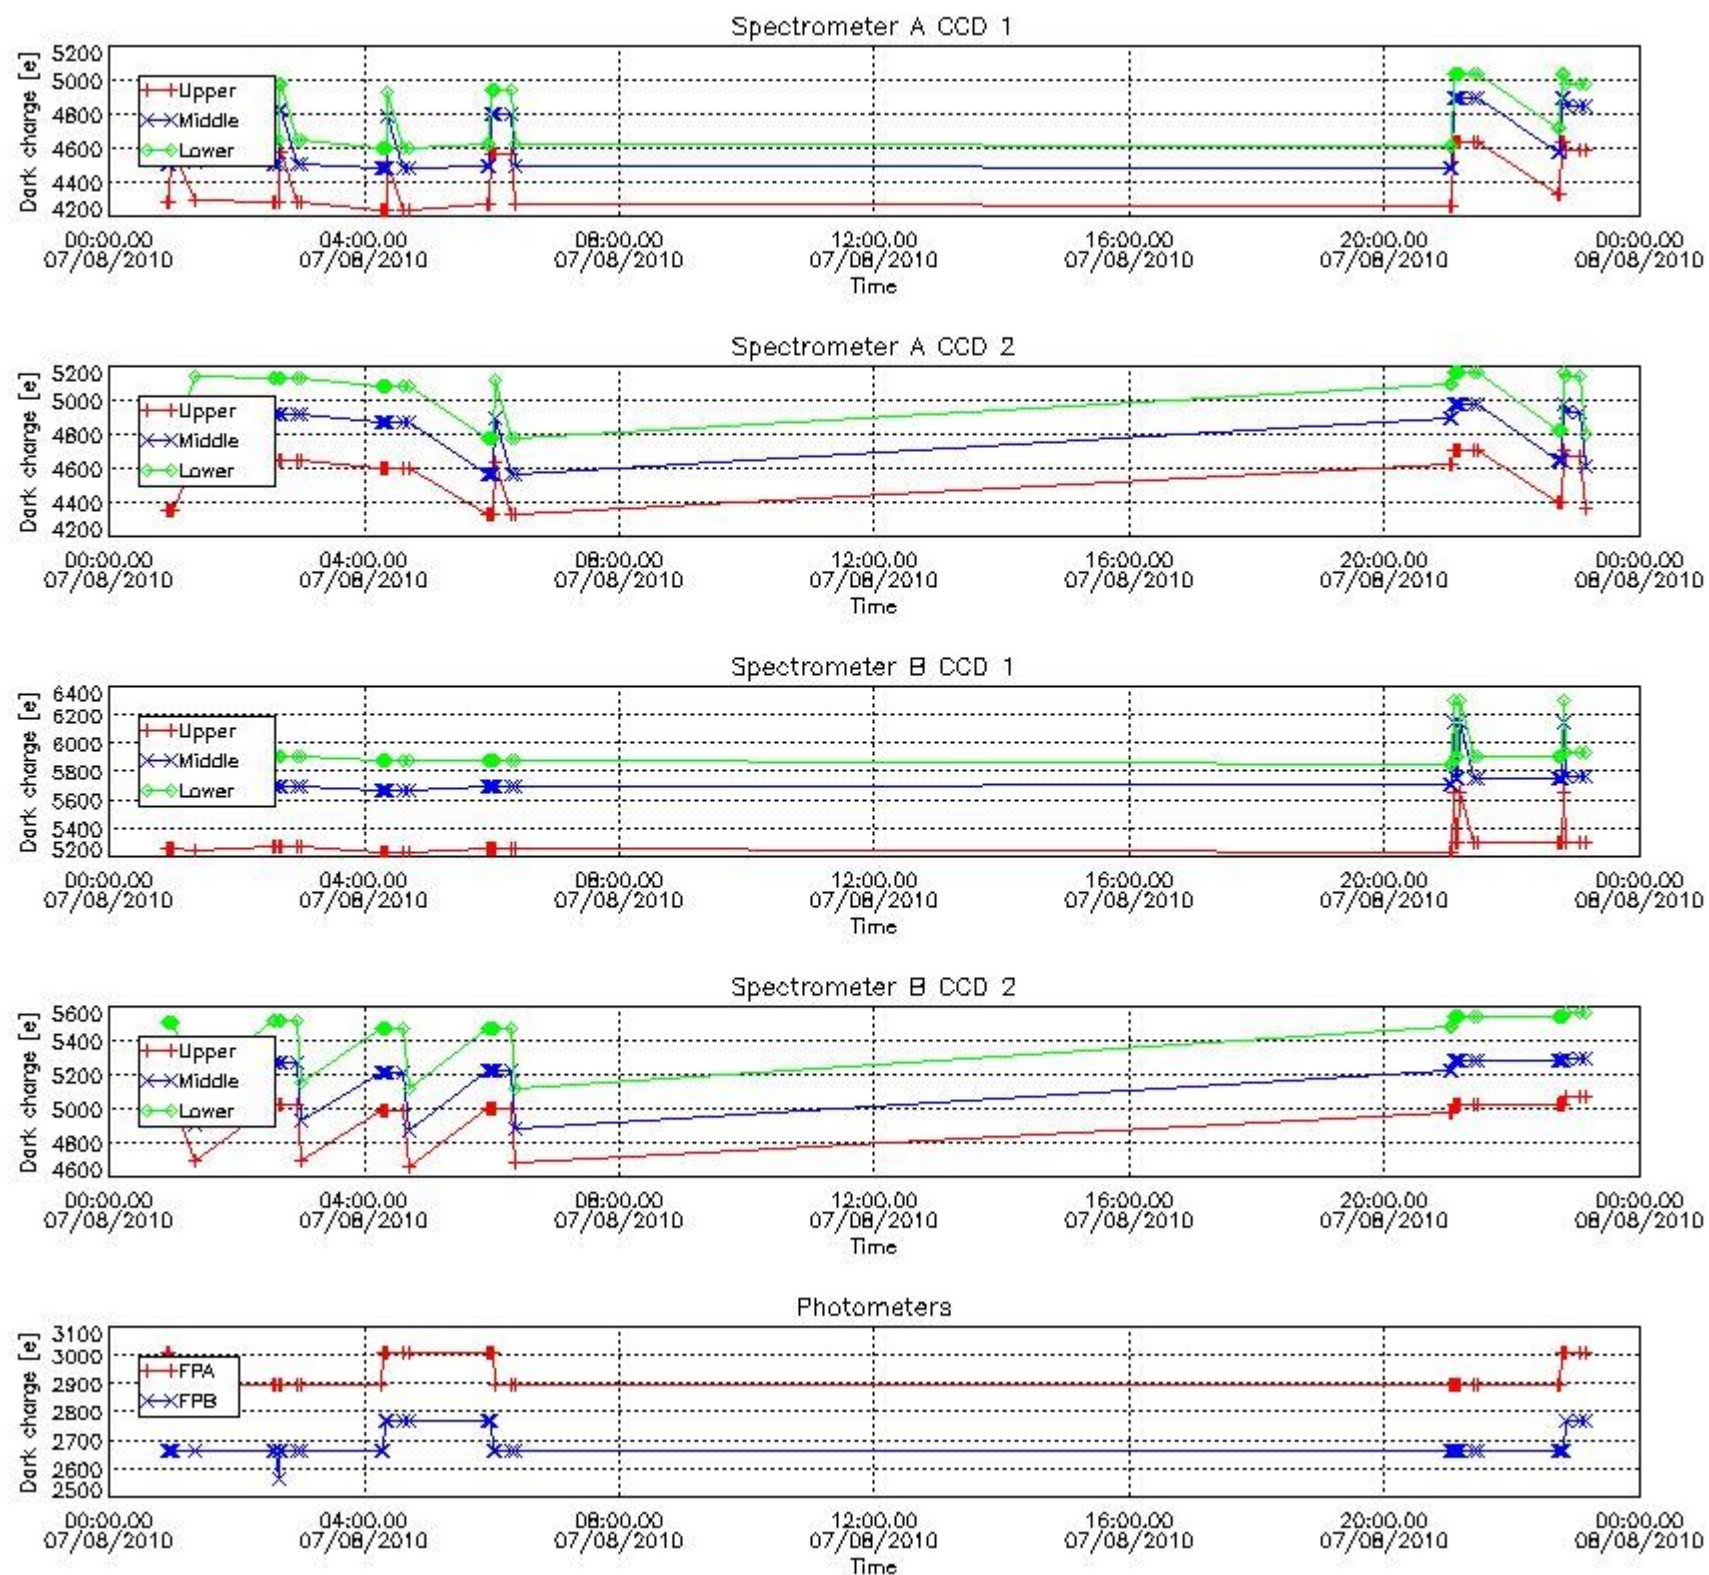 Spectrometer A CCD 1
Dark charge [e]
5200
5000
4800
4600
4400
4200
Upper
Middle
Lower
00:00.00 04:00.00 08:00.00 12:00.00 16:00.00 20:00.00 00:00.00
07/08/2010 07/08/2010 07/08/2010 07/08/2010 07/08/2010 07/08/2010 08/08/2010
Time
Spectrometer A CCD 2
Dark charge [e]
5200
5000
4800
4600
4400
4200
Upper
Middle
Lower
00:00.00 04:00.00 08:00.00 12:00.00 16:00.00 20:00.00 00:00.00
07/08/2010 07/08/2010 07/08/2010 07/08/2010 07/08/2010 07/08/2010 08/08/2010
Time
Spectrometer B CCD 1
Dark charge [e]
6400
6200
6000
5800
5600
5400
5200
Upper
Middle
Lower
00:00.00 04:00.00 08:00.00 12:00.00 16:00.00 20:00.00 00:00.00
07/08/2010 07/08/2010 07/08/2010 07/08/2010 07/08/2010 07/08/2010 08/08/2010
Time
Spectrometer B CCD 2
Dark charge [e]
5600
5400
5200
5000
4800
4600
Upper
Middle
Lower
00:00.00 04:00.00 08:00.00 12:00.00 16:00.00 20:00.00 00:00.00
07/08/2010 07/08/2010 07/08/2010 07/08/2010 07/08/2010 07/08/2010 08/08/2010
Time
Photometers
Dark charge [e]
3100
3000
2900
2800
2700
2600
2500
FPA
FPB
00:00.00 04:00.00 08:00.00 12:00.00 16:00.00 20:00.00 00:00.00
07/08/2010 07/08/2010 07/08/2010 07/08/2010 07/08/2010 07/08/2010 08/08/2010
Time